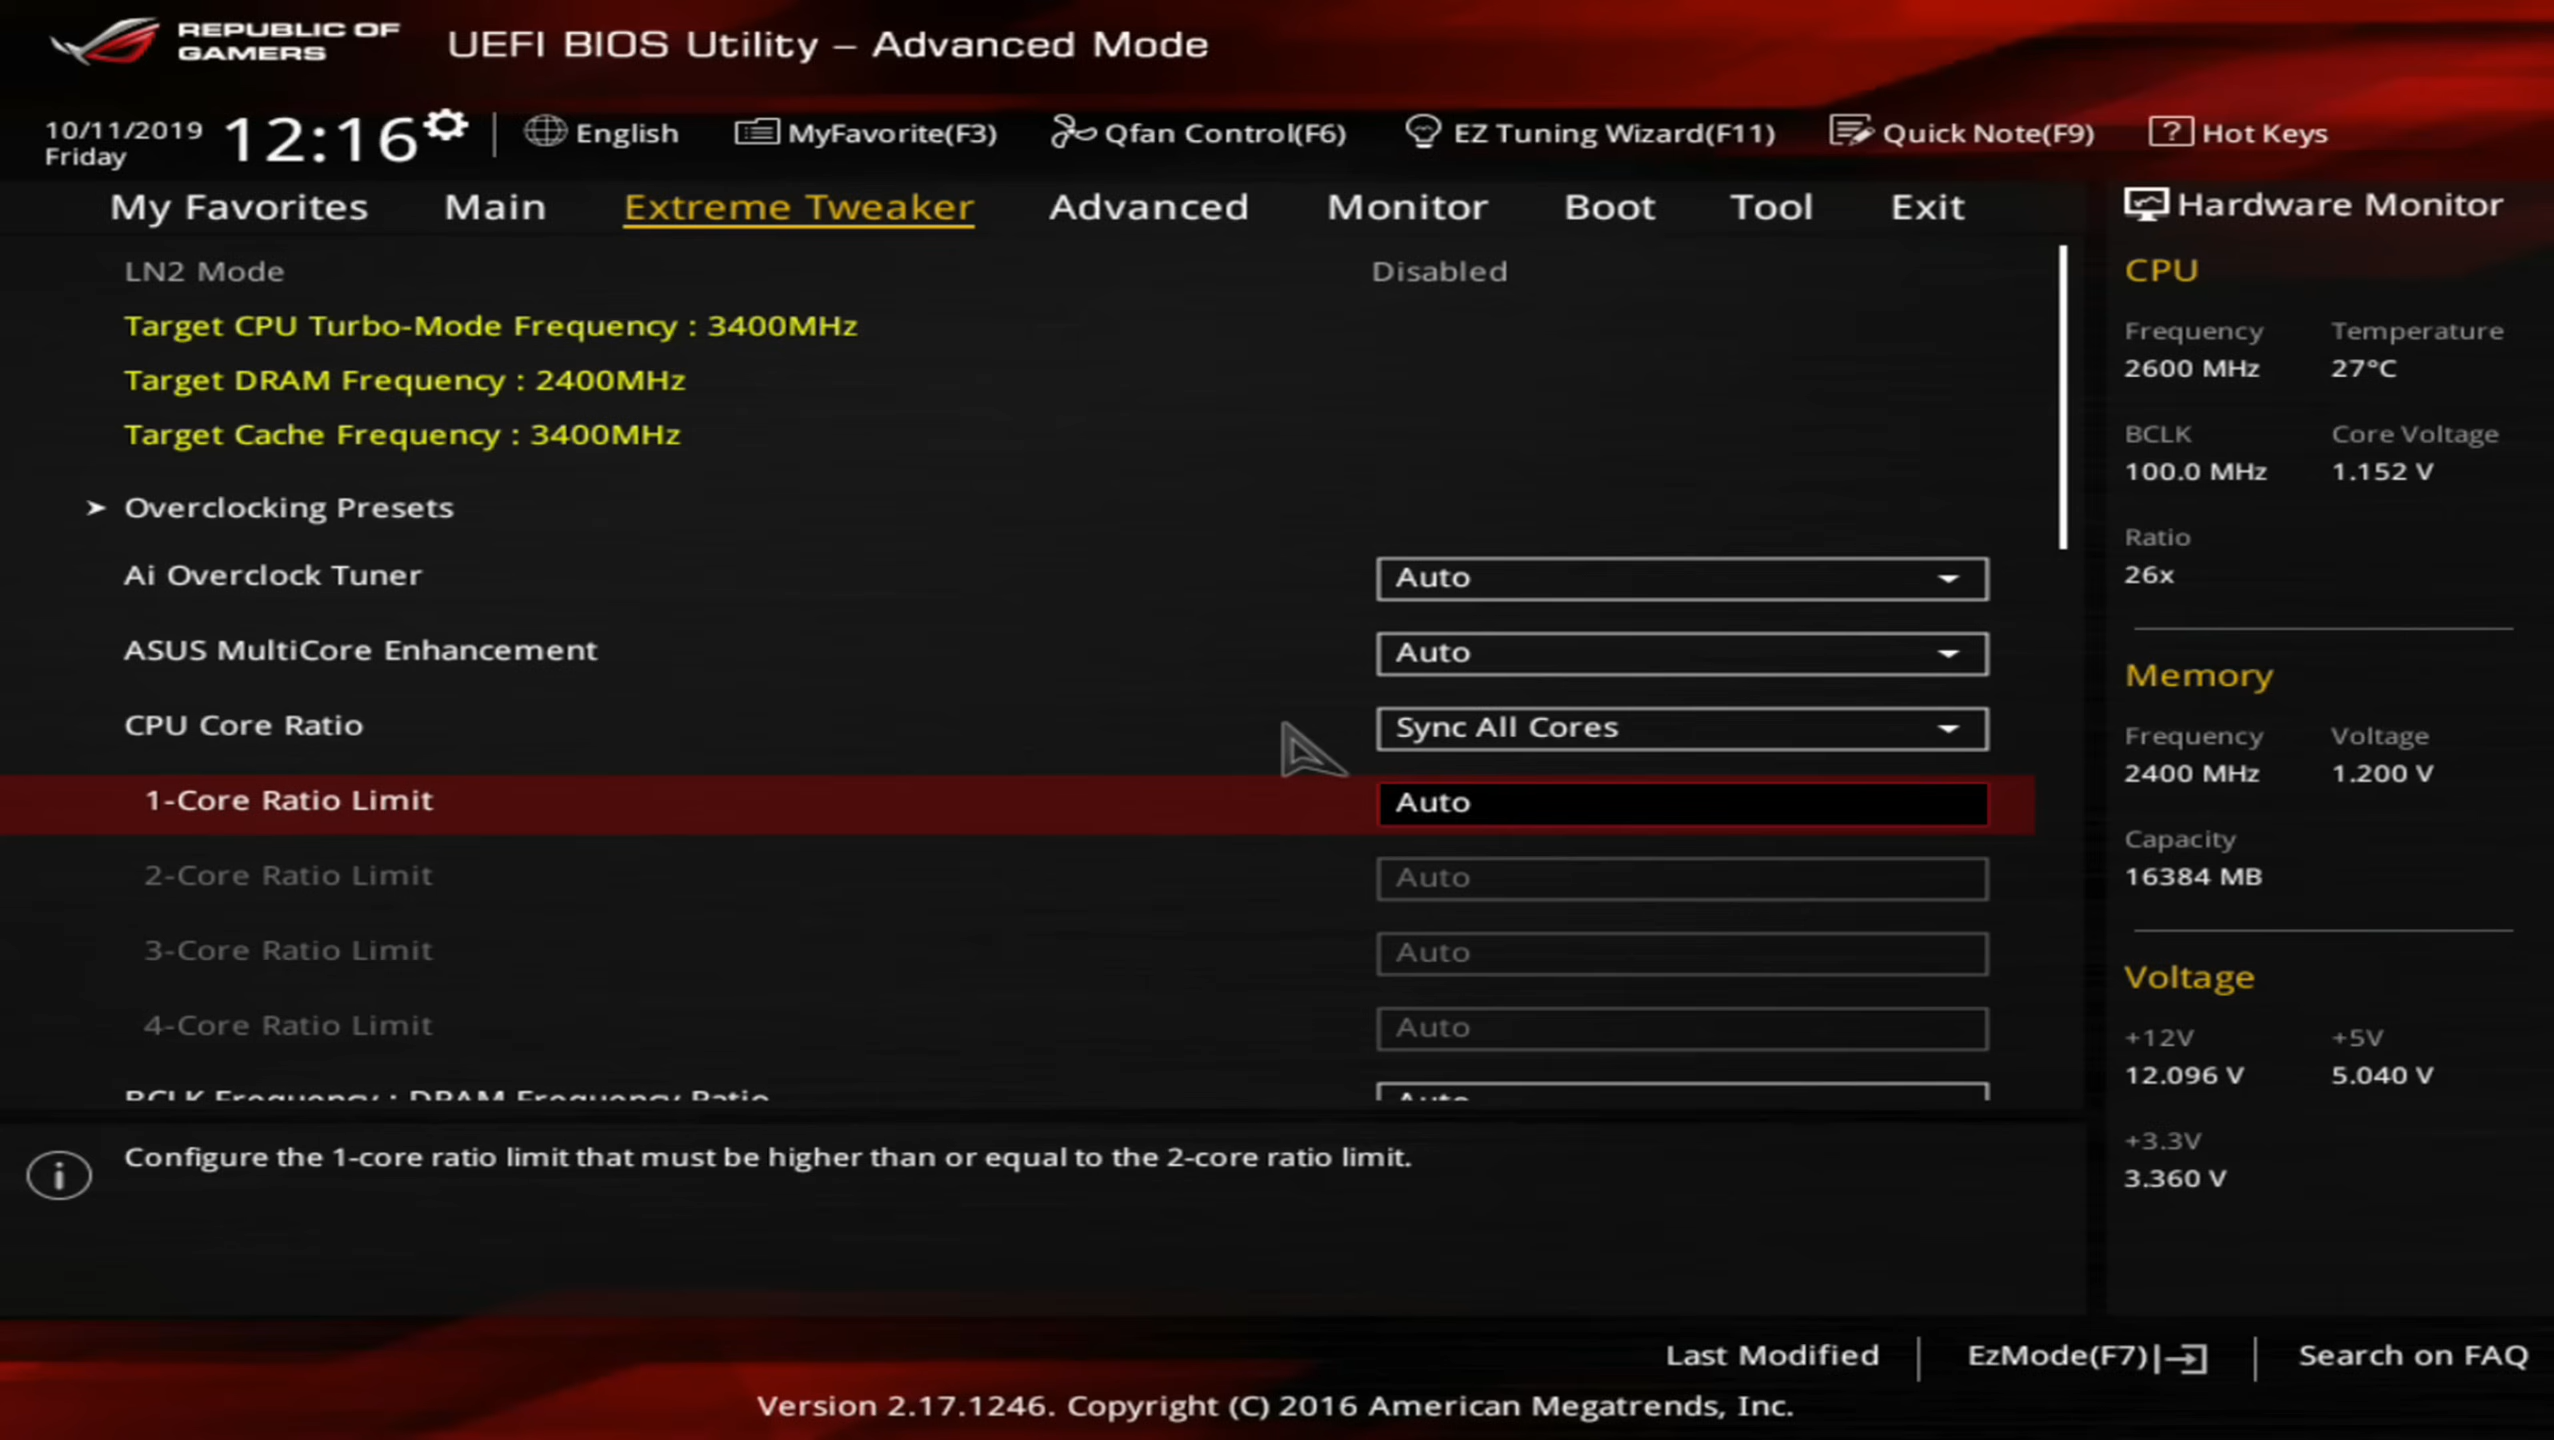 REPUBLIC OF
GAMERS
UEFI BIOS Utility – Advanced Mode
10/11/2019
Friday
12:16
English
MyFavorite(F3)
Qfan Control(F6)
EZ Tuning Wizard(F11)
Quick Note(F9)
? Hot Keys
My Favorites Main Extreme Tweaker Advanced Monitor Boot Tool Exit
LN2 Mode Disabled
Target CPU Turbo-Mode Frequency : 3400MHz
Target DRAM Frequency : 2400MHz
Target Cache Frequency : 3400MHz
Overclocking Presets
Ai Overclock Tuner Auto
ASUS MultiCore Enhancement Auto
CPU Core Ratio Sync All Cores
1-Core Ratio Limit Auto
2-Core Ratio Limit Auto
3-Core Ratio Limit Auto
4-Core Ratio Limit Auto
BCLK Frequency : DRAM Frequency Ratio Auto
Configure the 1-core ratio limit that must be higher than or equal to the 2-core ratio limit.
Hardware Monitor
CPU
Frequency Temperature
2600 MHz 27°C
BCLK Core Voltage
100.0 MHz 1.152 V
Ratio
26x
Memory
Frequency Voltage
2400 MHz 1.200 V
Capacity
16384 MB
Voltage
+12V +5V
12.096 V 5.040 V
+3.3V
3.360 V
Last Modified
EzMode(F7)
Search on FAQ
Version 2.17.1246. Copyright (C) 2016 American Megatrends, Inc.